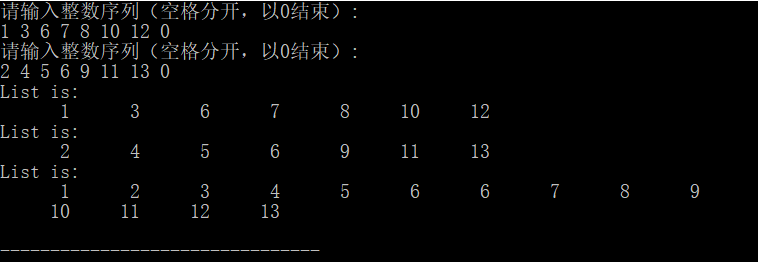 请输入整数序列（空格分开，以0结束）:
1 3 6 7 8 10 12 0
请输入整数序列（空格分开，以0结束）:
2 4 5 6 9 11 13 0
List is:
1 3 6 7 8 10 12
List is:
2 4 5 6 9 11 13
List is:
1 2 3 4 5 6 6 7 8 9
10 11 12 13
--------------------------------